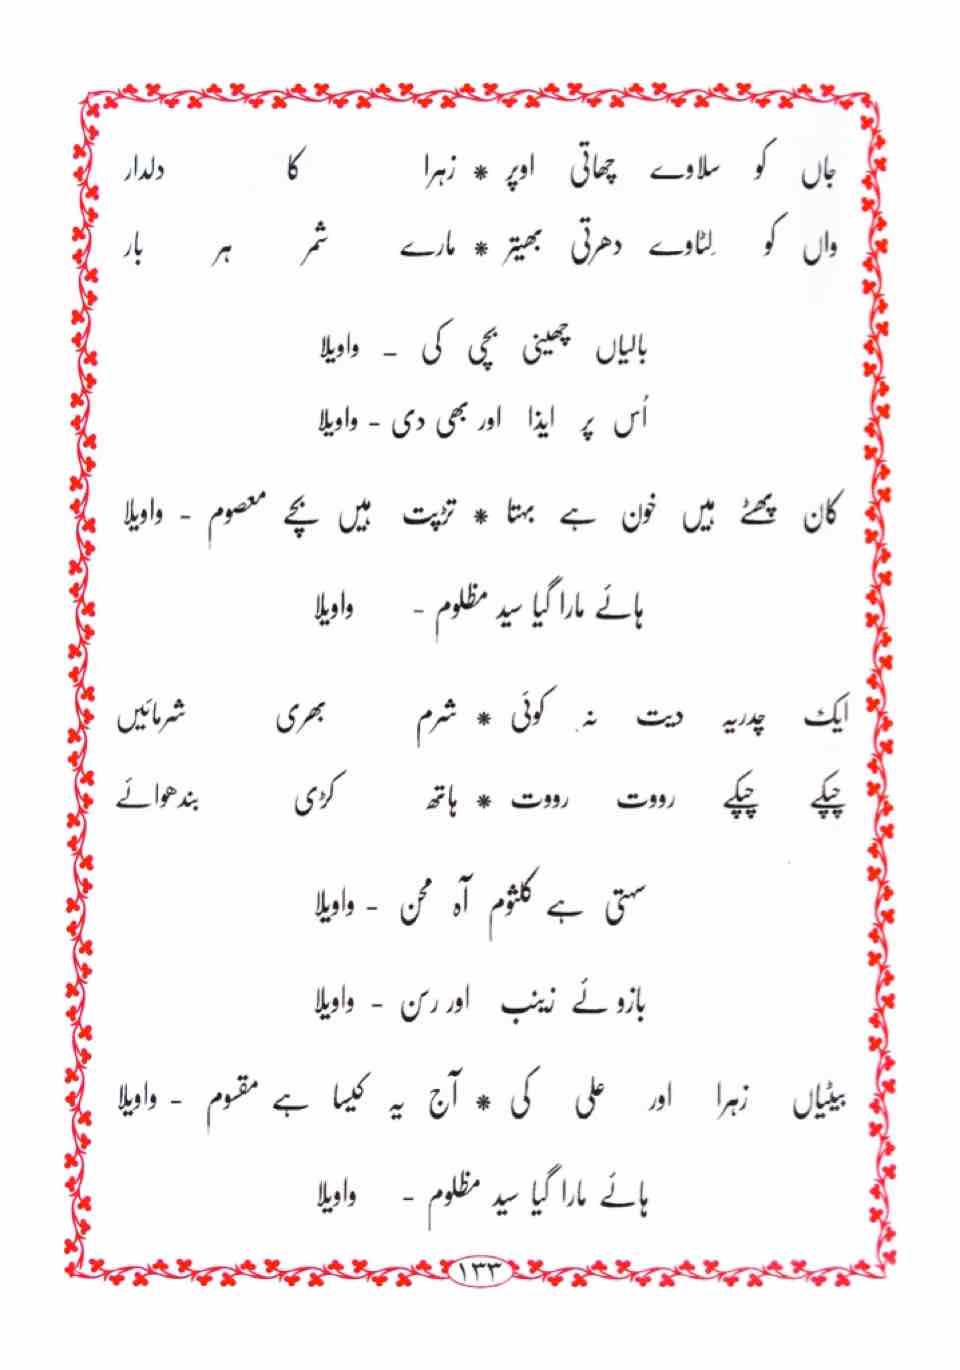 جاں کو سلاوے چھاتی اوپر * زہرا کا دلدار
واں کو لِٹاوے دھرتی بھیتر * مارے شمر ہر بار
بالیاں چھینی بچی کی - واویلا
اُس پر ایذا اور بھی دی - واویلا
کان پھٹے ہیں خون ہے بہتا * تڑپت ہیں بچے معصوم - واویلا
ہائے مارا گیا سید مظلوم - واویلا
ایک چدریہ دیت نہ کوئی * شرم بھری شرمائیں
چپکے چپکے رووت رووت * ہاتھ کڑی بندھوائے
سہتی ہے کلثوم آہ محن - واویلا
بازوئے زینب اور رسن - واویلا
بیٹیاں زہرا اور علی کی * آج یہ کیسا ہے مقسوم - واویلا
ہائے مارا گیا سید مظلوم - واویلا
۱۳۳